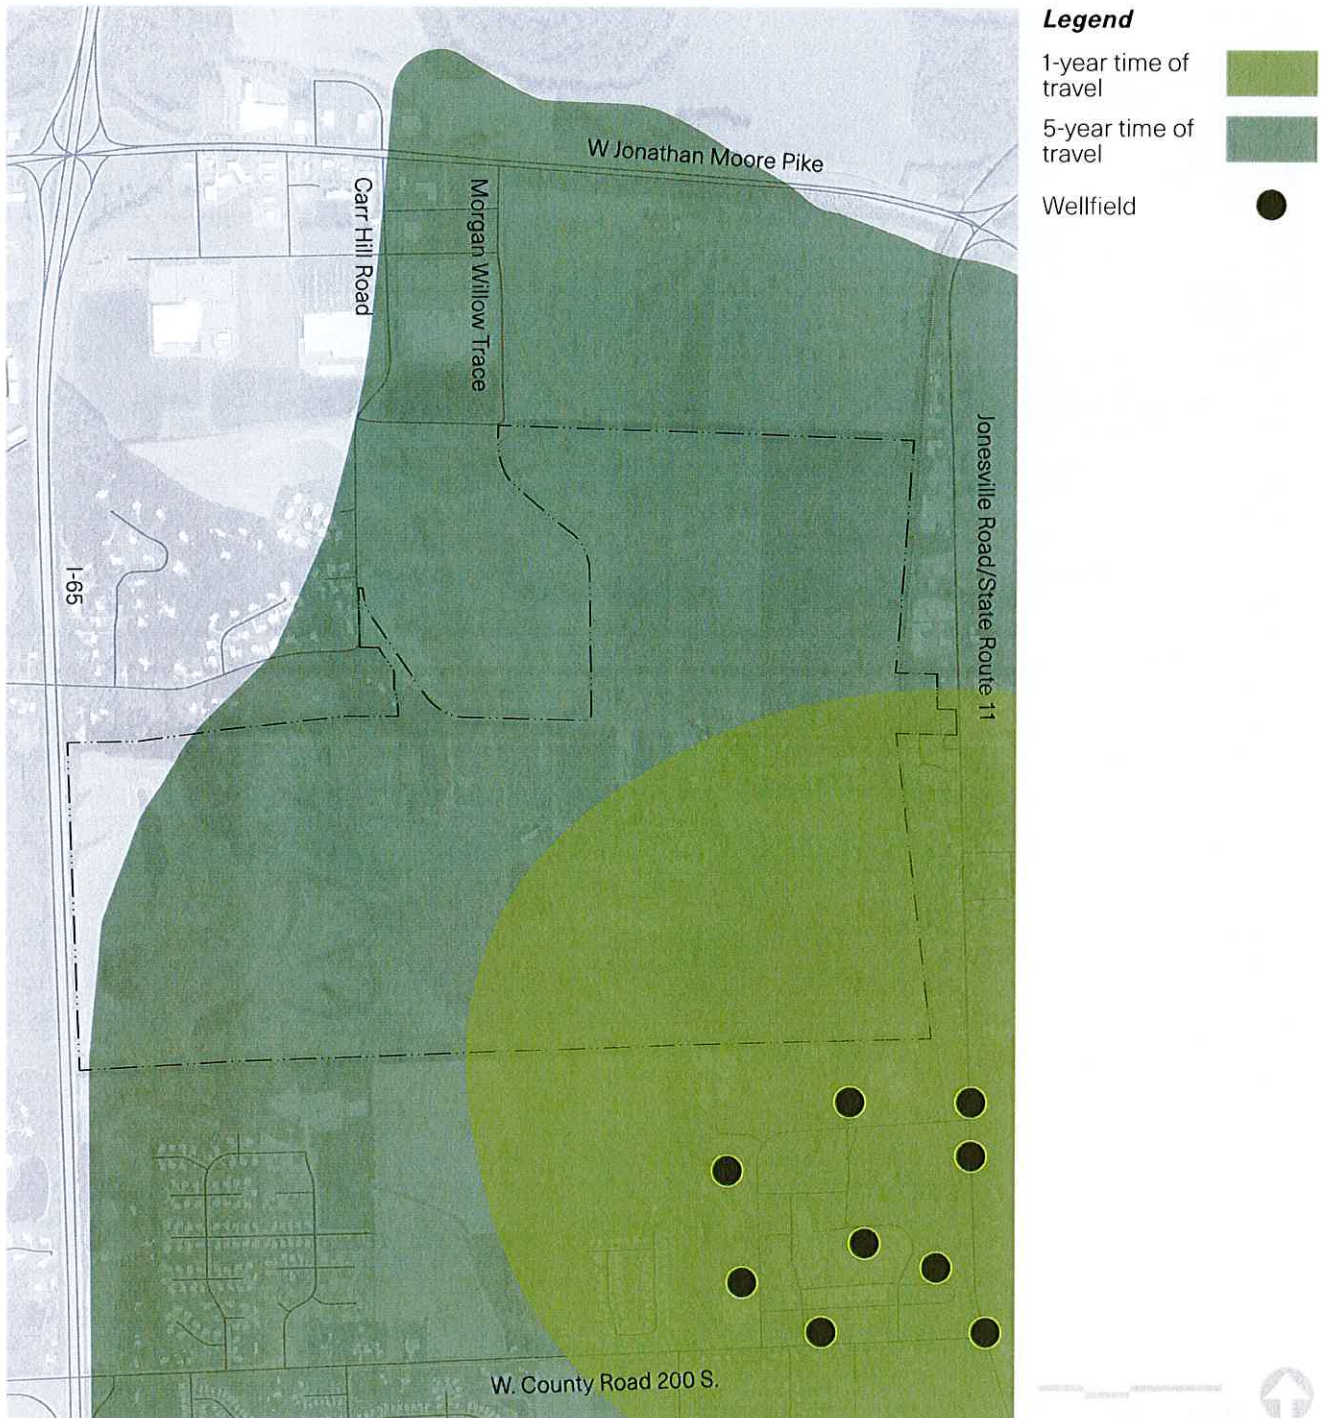 Legend
1-year time of
travel
5-year time of
travel
Wellfield
W Jonathan Moore Pike
Carr Hill Road
Morgan Willow Trace
Jonesville Road/State Route 11
I-65
W. County Road 200 S.